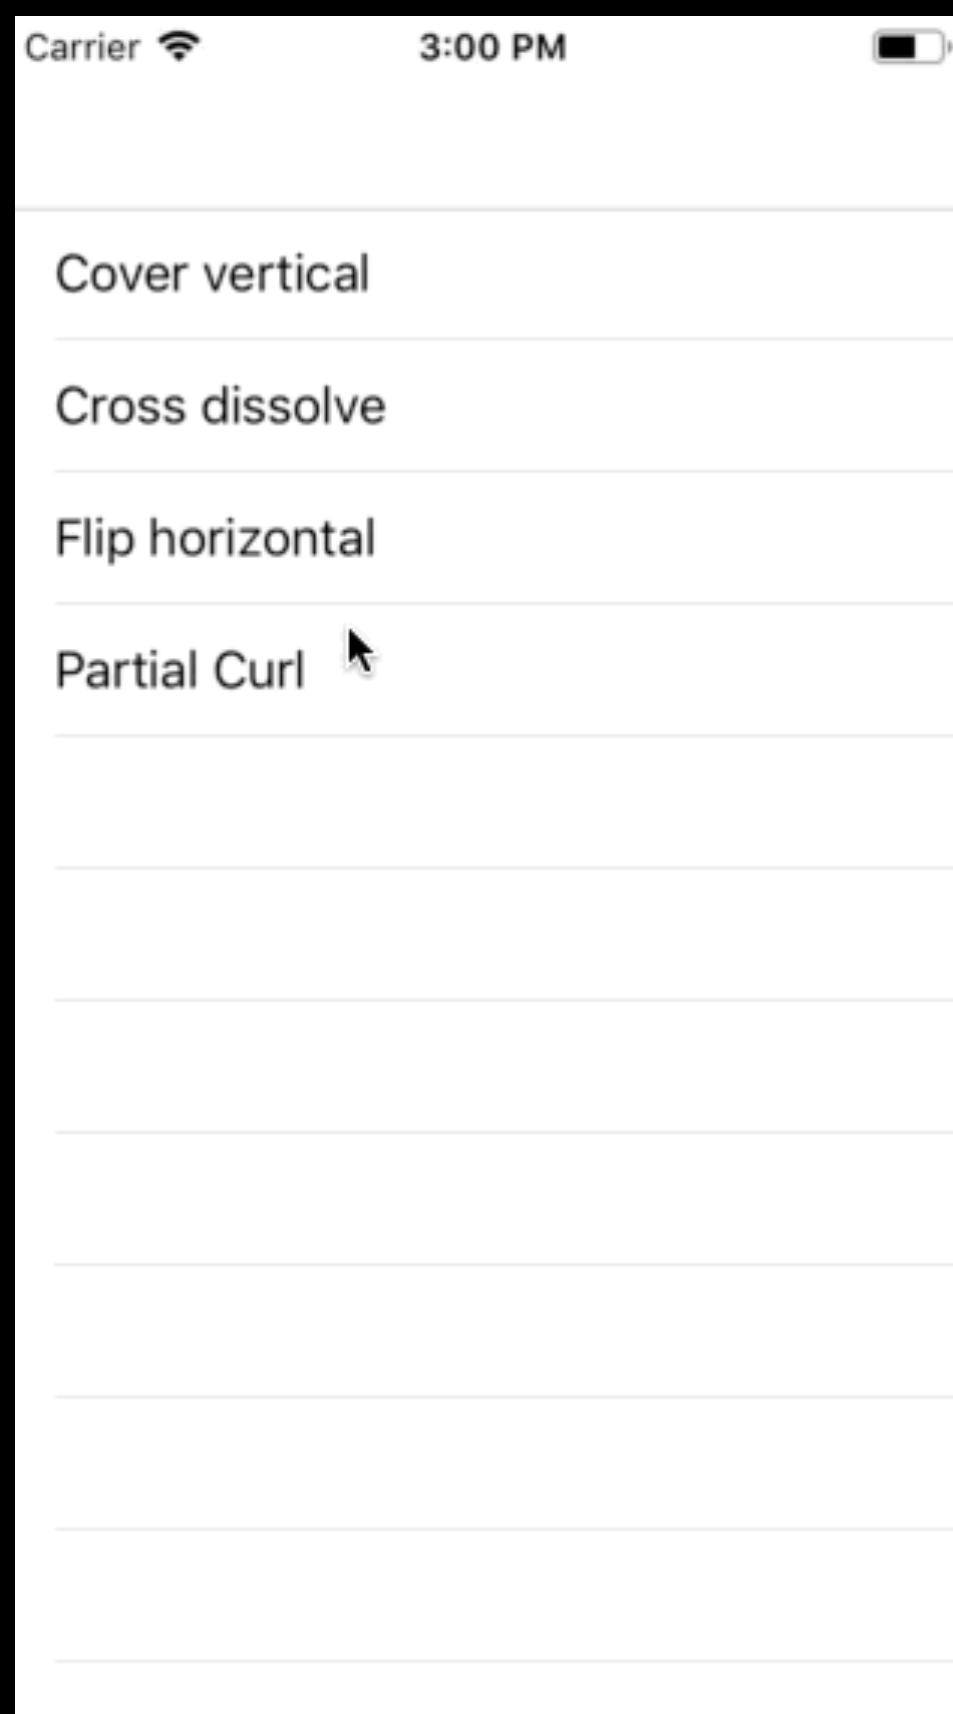 Carrier
3:00 PM
Cover vertical
Cross dissolve
Flip horizontal
Partial Curl